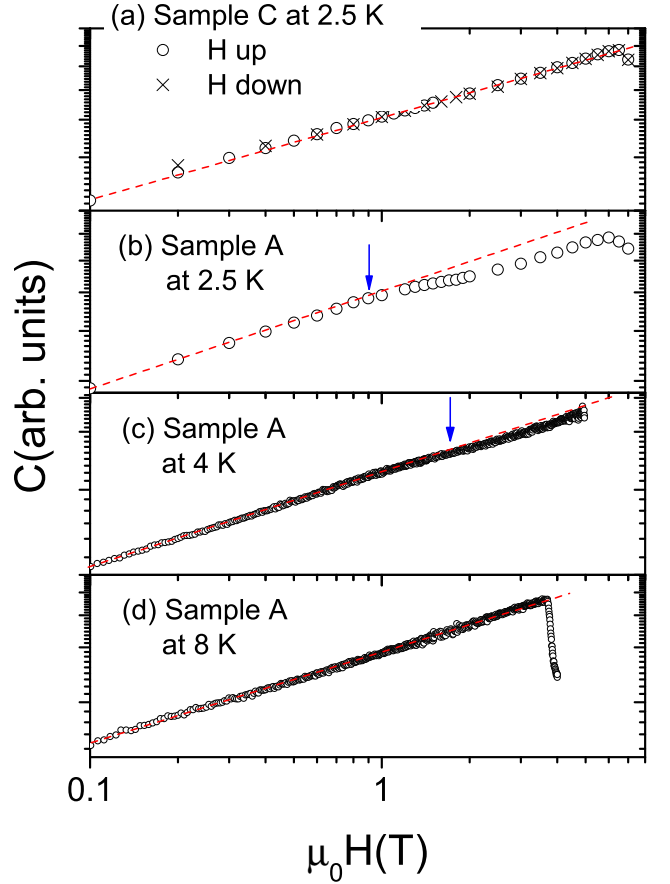 (a) Sample C at 2.5 K
H up
H down
(b) Sample A
at 2.5 K
(c) Sample A
at 4 K
(d) Sample A
at 8 K
C(arb. units)
0.1 1
μ₀H(T)